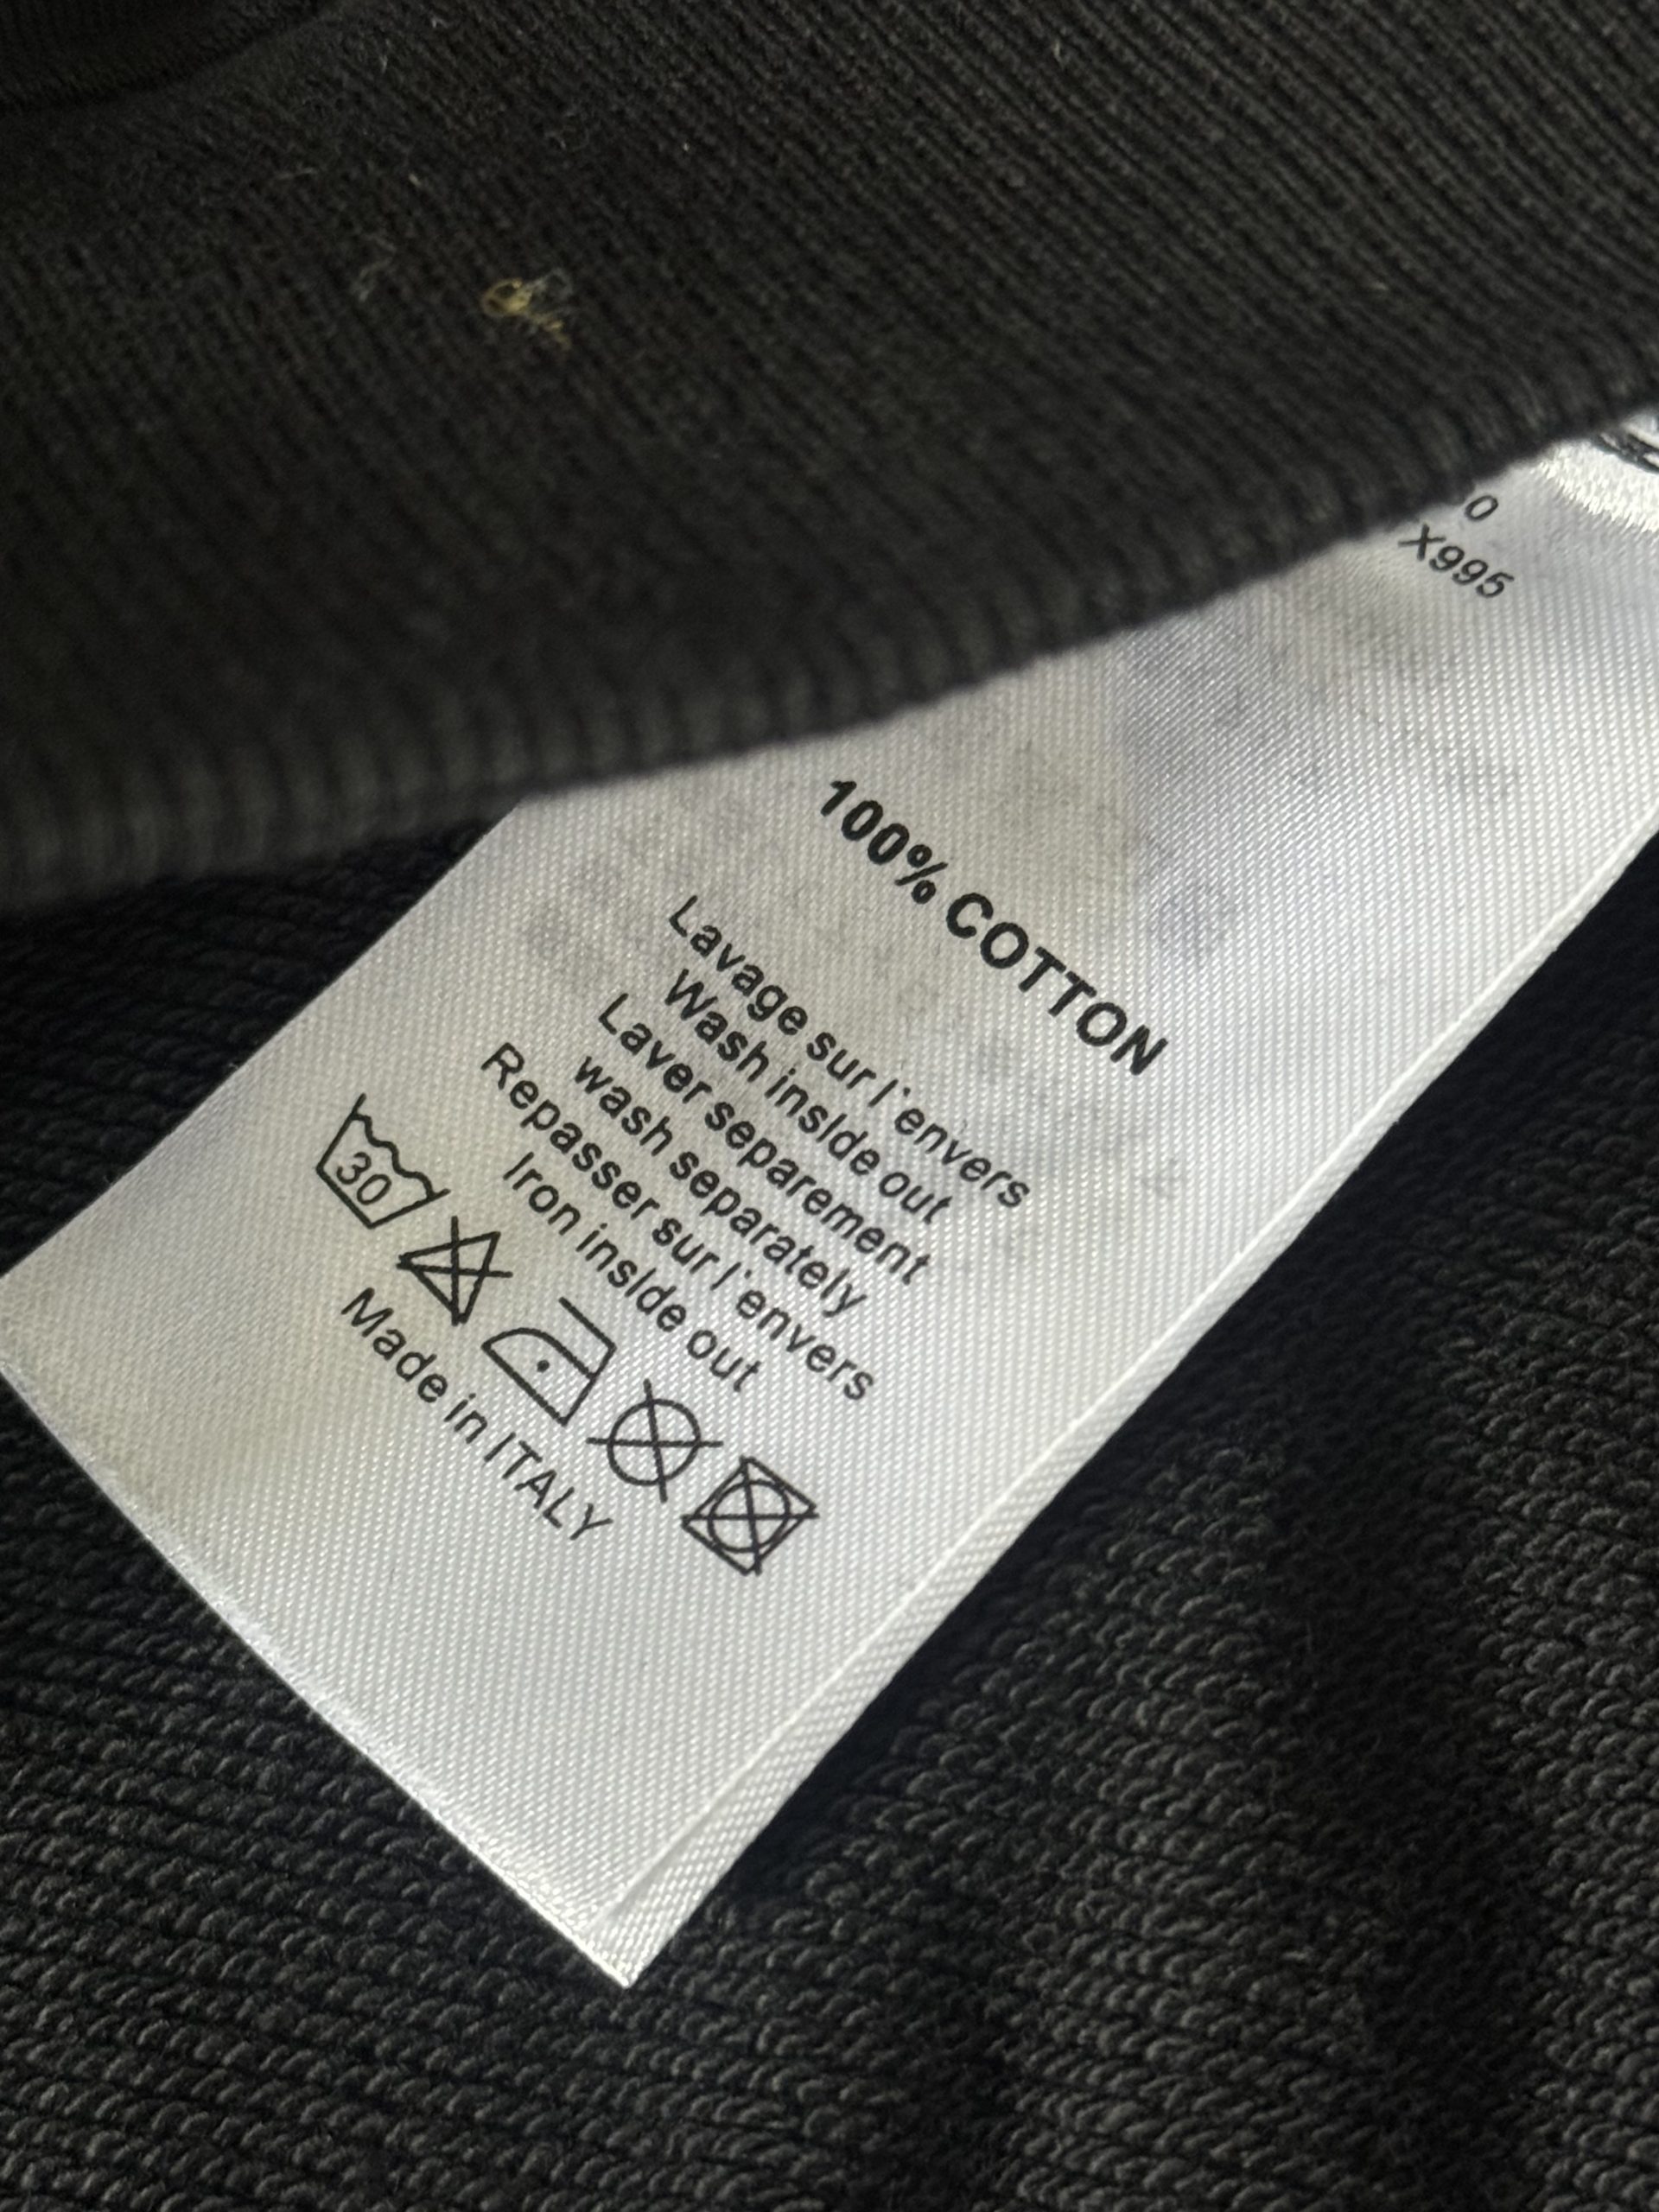 0
X995
100% COTTON
Lavage sur l'envers
Wash inside out
Laver separement
wash separately
Repasser sur l'envers
Iron inside out
30
Made in ITALY